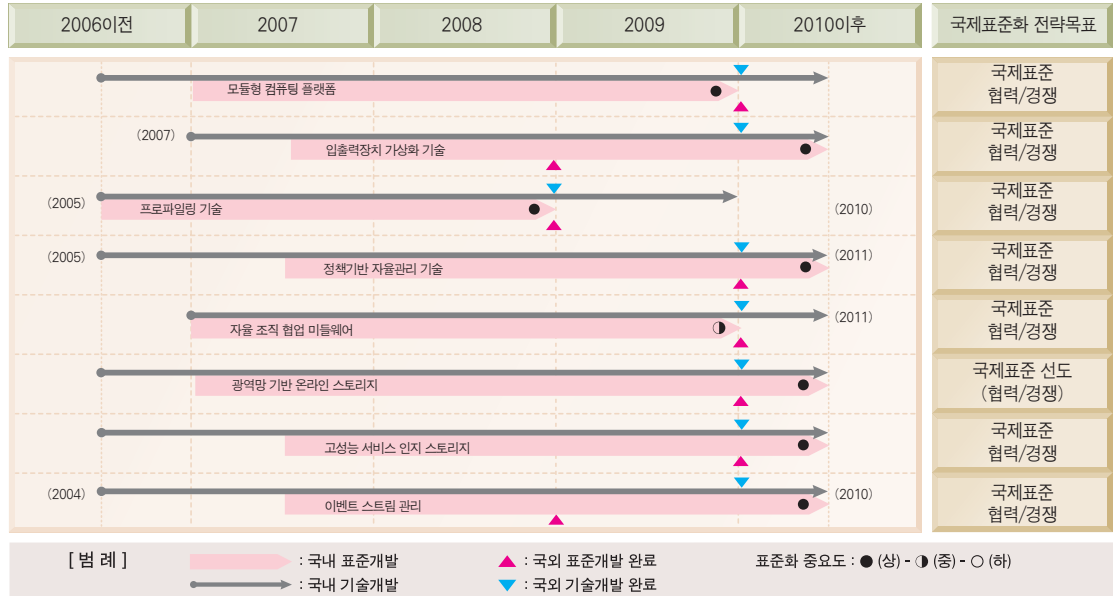 2006이전 2007 2008 2009 2010이후 국제표준화 전략목표
모듈형 컴퓨팅 플랫폼
국제표준
협력/경쟁
(2007)
입출력장치 가상화 기술
국제표준
협력/경쟁
(2005)
프로파일링 기술
(2010)
국제표준
협력/경쟁
(2005)
정책기반 자율관리 기술
(2011)
국제표준
협력/경쟁
자율 조직 협업 미들웨어
(2011)
국제표준
협력/경쟁
광역망 기반 온라인 스토리지
국제표준 선도
(협력/경쟁)
고성능 서비스 인지 스토리지
국제표준
협력/경쟁
(2004)
이벤트 스트림 관리
(2010)
국제표준
협력/경쟁
[범 례] : 국내 표준개발 : 국외 표준개발 완료 표준화 중요도 : ● (상) - ◑ (중) - ○ (하)
: 국내 기술개발 : 국외 기술개발 완료